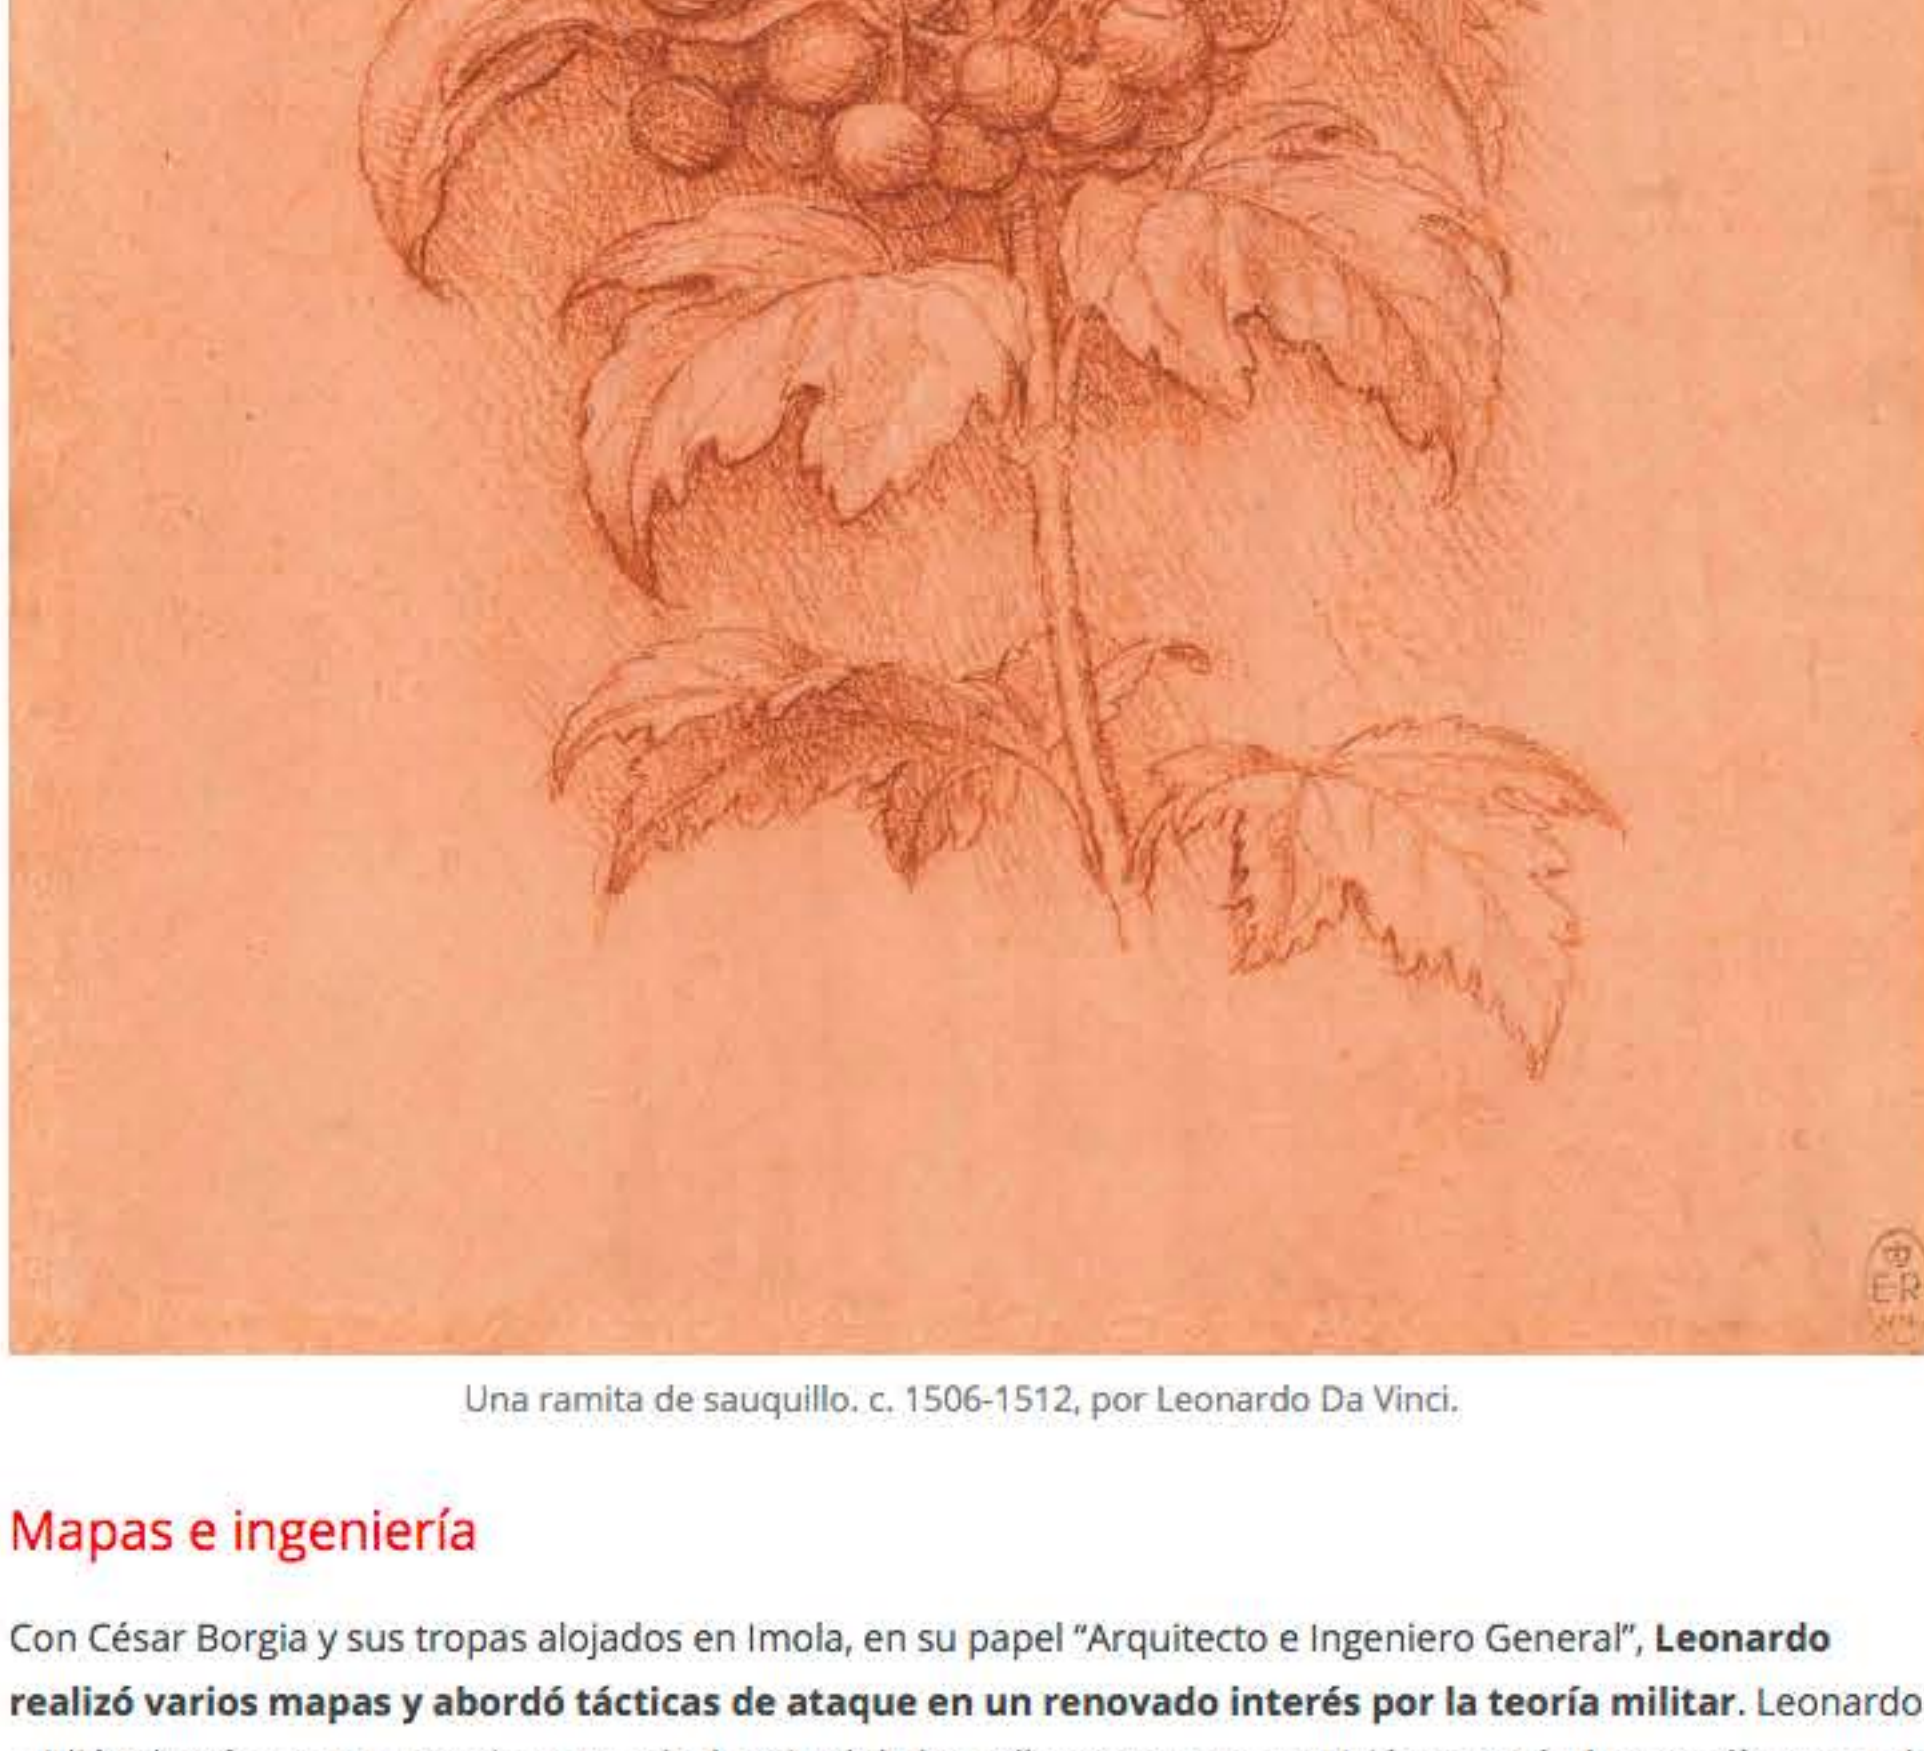 E R
Una ramita de sauquillo. c. 1506-1512, por Leonardo Da Vinci.
Mapas e ingeniería
Con César Borgia y sus tropas alojados en Imola, en su papel “Arquitecto e Ingeniero General”, Leonardo
realizó varios mapas y abordó tácticas de ataque en un renovado interés por la teoría militar. Leonardo